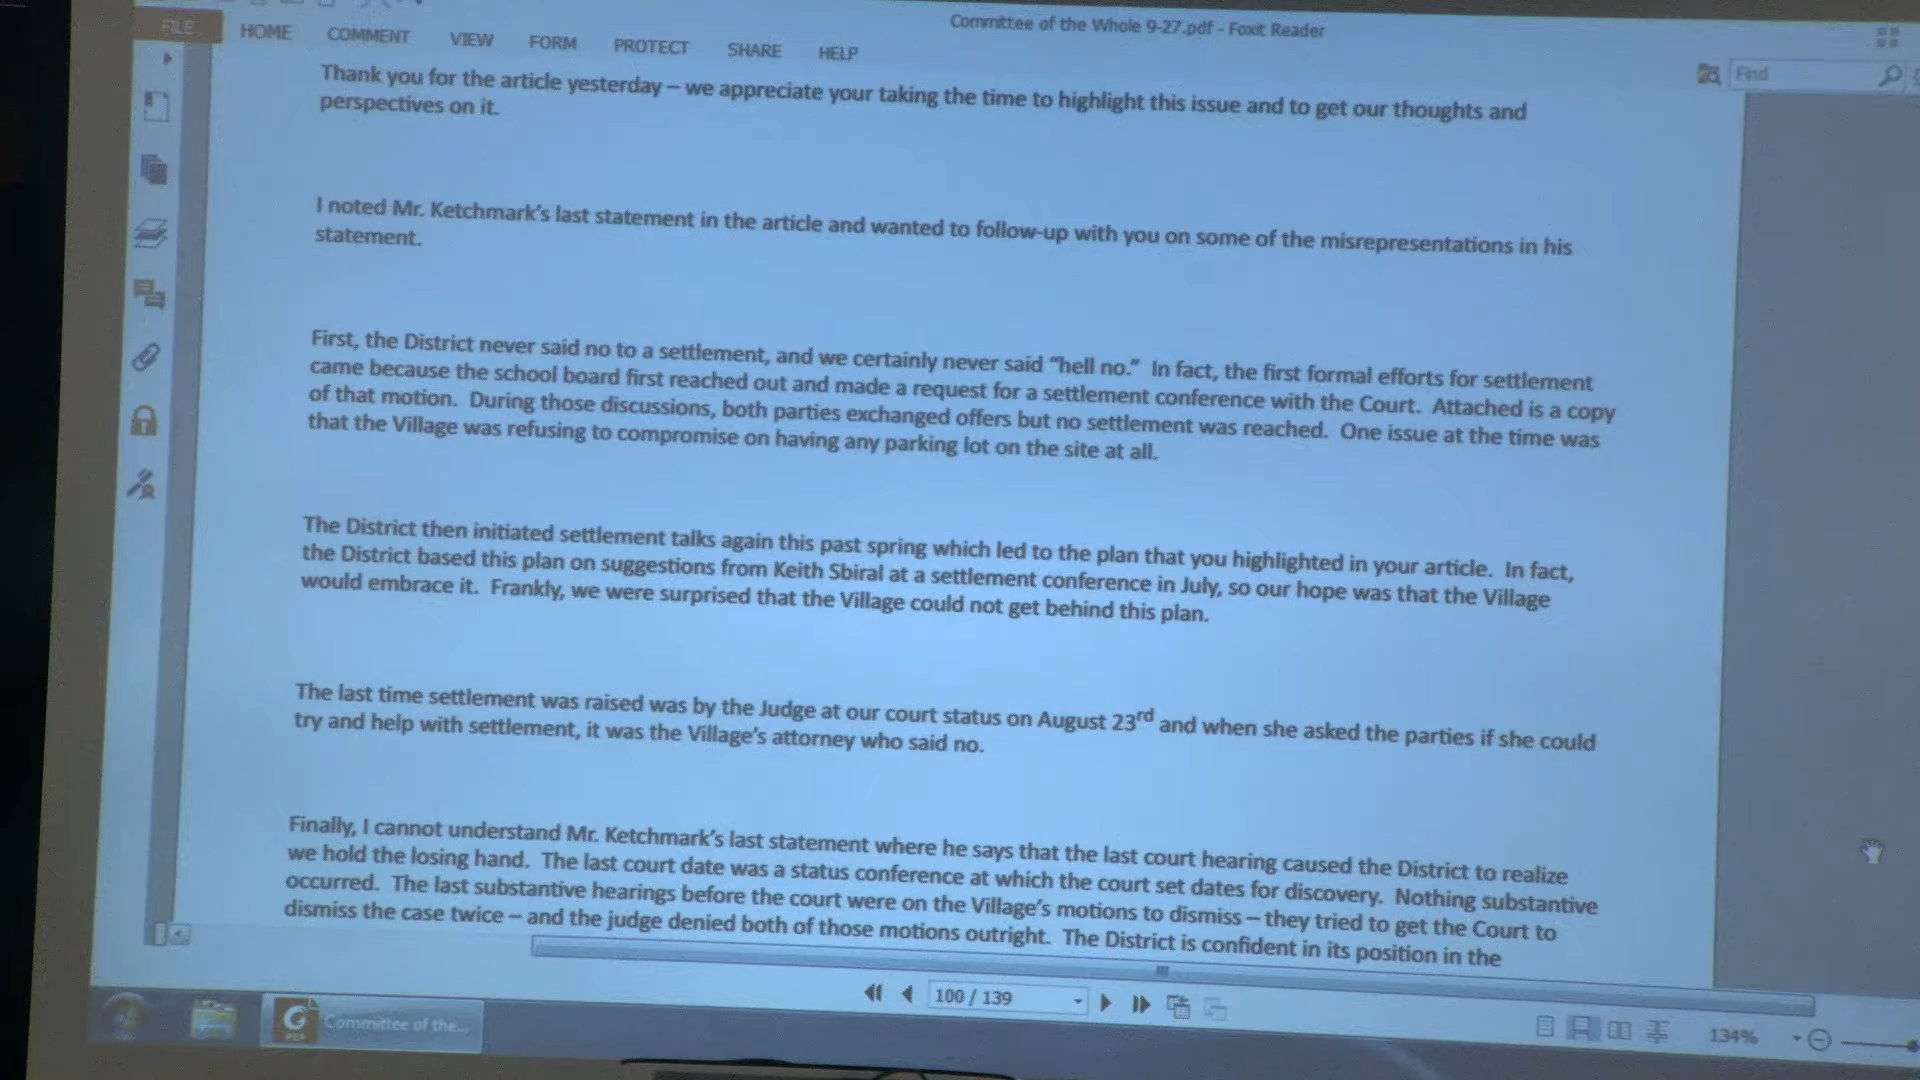 Committee of the Whole 9-27.pdf - Foxit Reader
FILE HOME COMMENT VIEW FORM PROTECT SHARE HELP
Find
Thank you for the article yesterday – we appreciate your taking the time to highlight this issue and to get our thoughts and
perspectives on it.
I noted Mr. Ketchmark's last statement in the article and wanted to follow-up with you on some of the misrepresentations in his
statement.
First, the District never said no to a settlement, and we certainly never said “hell no.” In fact, the first formal efforts for settlement
came because the school board first reached out and made a request for a settlement conference with the Court. Attached is a copy
of that motion. During those discussions, both parties exchanged offers but no settlement was reached. One issue at the time was
that the Village was refusing to compromise on having any parking lot on the site at all.
The District then initiated settlement talks again this past spring which led to the plan that you highlighted in your article. In fact,
the District based this plan on suggestions from Keith Sbiral at a settlement conference in July, so our hope was that the Village
would embrace it. Frankly, we were surprised that the Village could not get behind this plan.
The last time settlement was raised was by the Judge at our court status on August 23rd and when she asked the parties if she could
try and help with settlement, it was the Village's attorney who said no.
Finally, I cannot understand Mr. Ketchmark's last statement where he says that the last court hearing caused the District to realize
we hold the losing hand. The last court date was a status conference at which the court set dates for discovery. Nothing substantive
occurred. The last substantive hearings before the court were on the Village's motions to dismiss – they tried to get the Court to
dismiss the case twice – and the judge denied both of those motions outright. The District is confident in its position in the
100 / 139
134%
Committee of the...